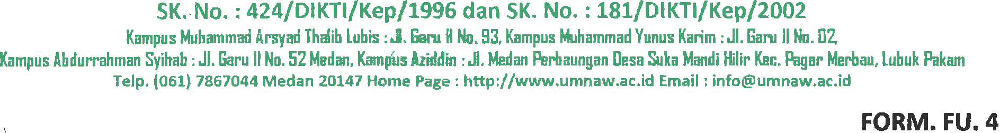 SK. No. : 424/DIKTI/Kep/1996 dan SK. No. : 181/DIKTI/Kep/2002
Kampus Muhammad Arsyad Thalib Lubis : Jl. Garu II No. 93, Kampus Muhammad Yunus Karim : Jl. Garu II No. 02,
Kampus Abdurrahman Syihab : Jl. Garu II No. 52 Medan, Kampus Aziddin : Jl. Medan Perbaungan Desa Suka Mandi Hilir Kec. Pagar Merbau, Lubuk Pakam
Telp. (061) 7867044 Medan 20147 Home Page : http://www.umnaw.ac.id Email : info@umnaw.ac.id
FORM. FU. 4